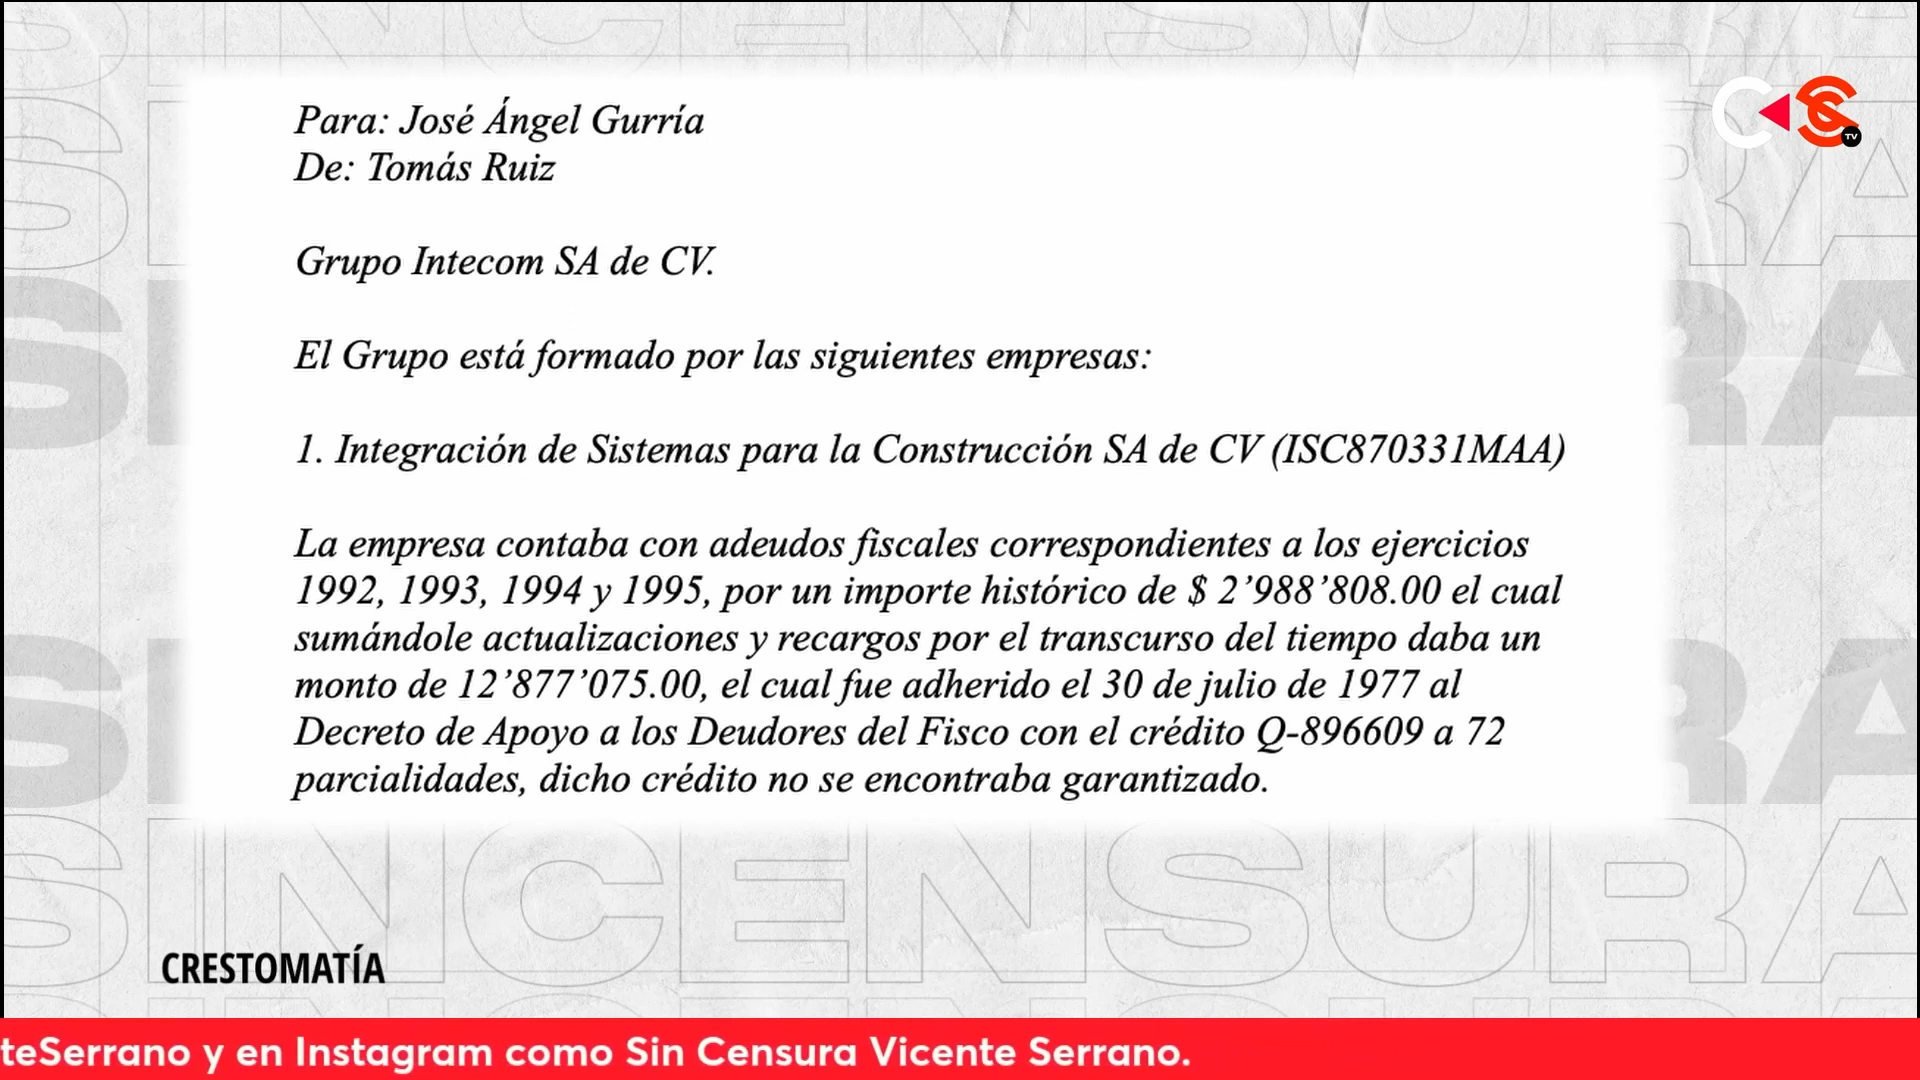 SINCENSURA
Para: José Ángel Gurría
De: Tomás Ruiz
Grupo Intecom SA de CV.
El Grupo está formado por las siguientes empresas:
1. Integración de Sistemas para la Construcción SA de CV (ISC870331MAA)
La empresa contaba con adeudos fiscales correspondientes a los ejercicios
1992, 1993, 1994 y 1995, por un importe histórico de $ 2’988’808.00 el cual
sumándole actualizaciones y recargos por el transcurso del tiempo daba un
monto de 12’877’075.00, el cual fue adherido el 30 de julio de 1977 al
Decreto de Apoyo a los Deudores del Fisco con el crédito Q-896609 a 72
parcialidades, dicho crédito no se encontraba garantizado.
TV
SINCENSURA
CRESTOMATÍA
teSerrano y en Instagram como Sin Censura Vicente Serrano.